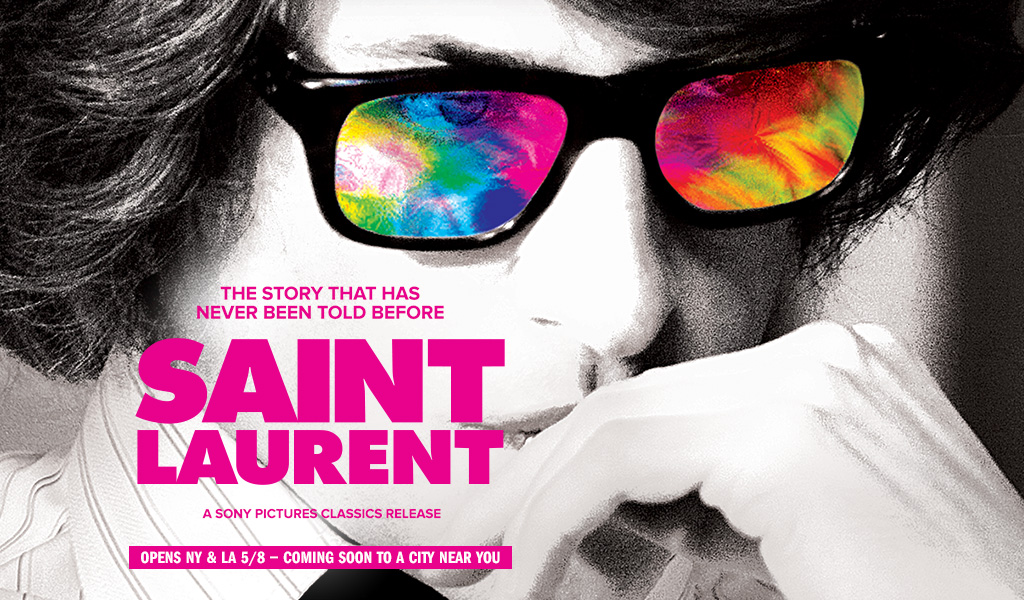 THE STORY THAT HAS
NEVER BEEN TOLD BEFORE
SAINT
LAURENT
A SONY PICTURES CLASSICS RELEASE
OPENS NY & LA 5/8 – COMING SOON TO A CITY NEAR YOU